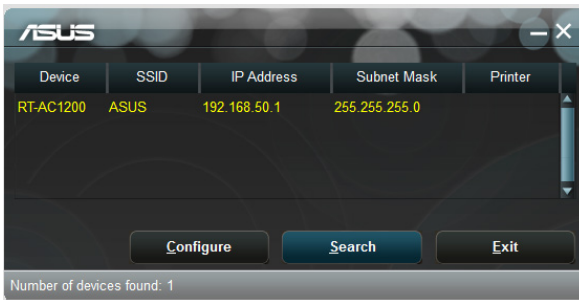 ASUS
Device SSID IP Address Subnet Mask Printer
RT-AC1200 ASUS 192.168.50.1 255.255.255.0
Configure Search Exit
Number of devices found: 1